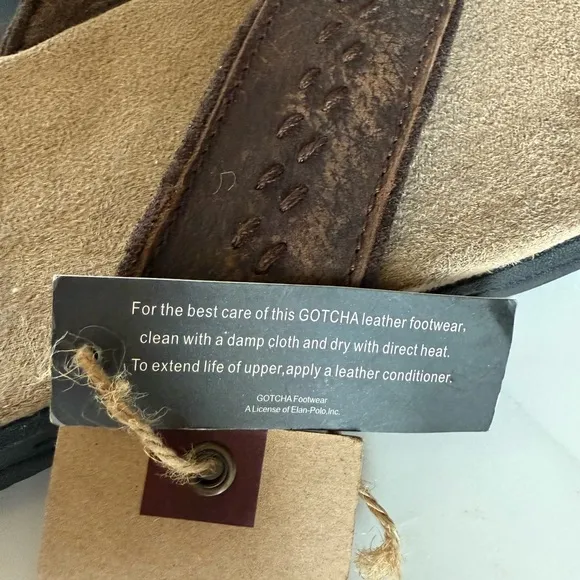 For the best care of this GOTCHA leather footwear,
clean with a damp cloth and dry with direct heat.
To extend life of upper,apply a leather conditioner.
GOTCHA Footwear
A License of Elan-Polo,Inc.